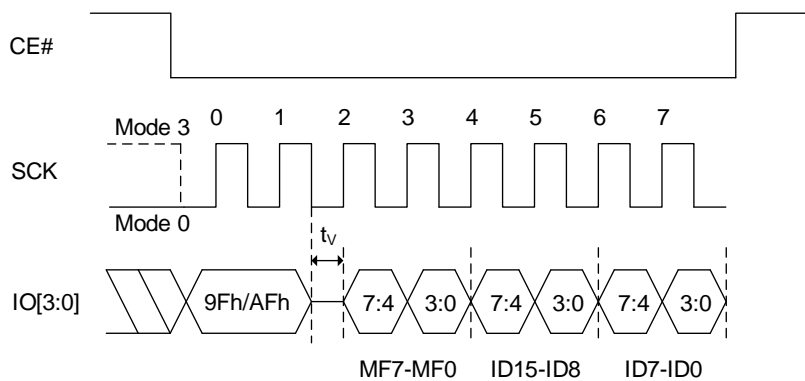 CE#
0 1 2 3 4 5 6 7
Mode 3
SCK
Mode 0
tV
IO[3:0] 9Fh/AFh 7:4 3:0 7:4 3:0 7:4 3:0
MF7-MF0 ID15-ID8 ID7-ID0